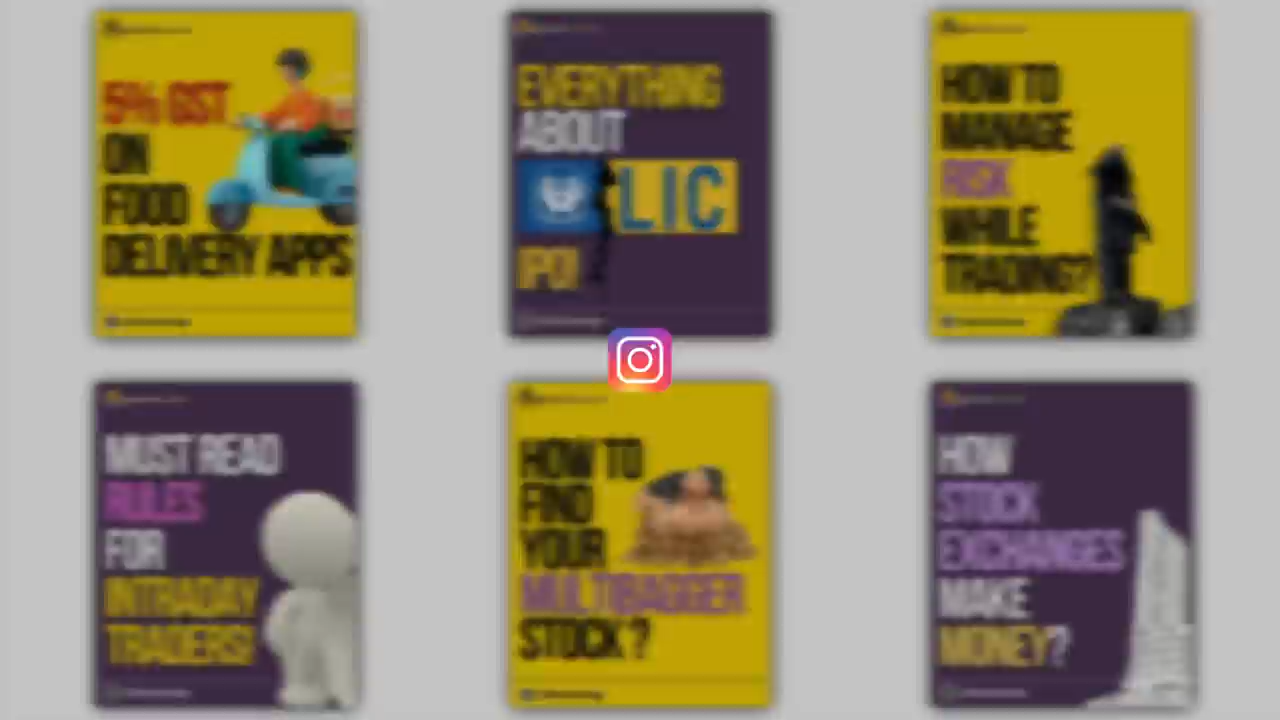 5% GST
ON
FOOD
DELIVERY APPS
EVERYTHING
ABOUT
LIC
IPO!
HOW TO
MANAGE
RISK
WHILE
TRADING?
MUST READ
RULES
FOR
INTRADAY
TRADERS!
HOW TO
FIND
YOUR
MULTIBAGGER
STOCK ?
HOW
STOCK
EXCHANGES
MAKE
MONEY?